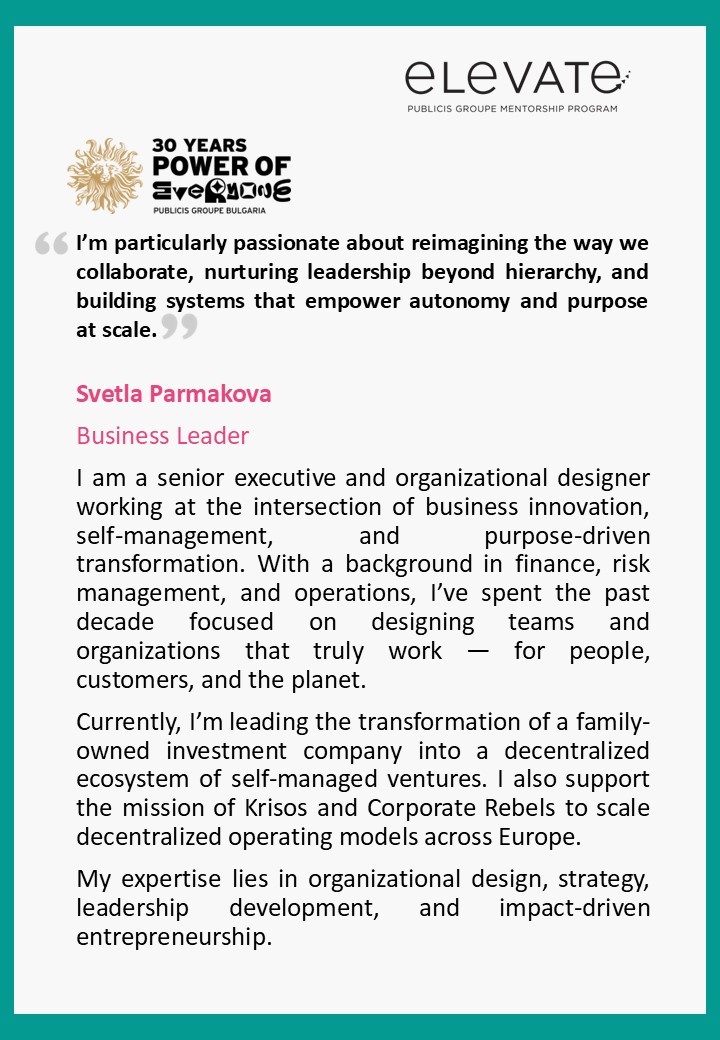 eLeVATe
PUBLICIS GROUPE MENTORSHIP PROGRAM
30 YEARS
POWER OF
EveRYONE
PUBLICIS GROUPE BULGARIA
“ I’m particularly passionate about reimagining the way we
collaborate, nurturing leadership beyond hierarchy, and
building systems that empower autonomy and purpose
at scale. ”
Svetla Parmakova
Business Leader
I am a senior executive and organizational designer
working at the intersection of business innovation,
self-management, and purpose-driven
transformation. With a background in finance, risk
management, and operations, I’ve spent the past
decade focused on designing teams and
organizations that truly work — for people,
customers, and the planet.
Currently, I’m leading the transformation of a family-
owned investment company into a decentralized
ecosystem of self-managed ventures. I also support
the mission of Krisos and Corporate Rebels to scale
decentralized operating models across Europe.
My expertise lies in organizational design, strategy,
leadership development, and impact-driven
entrepreneurship.